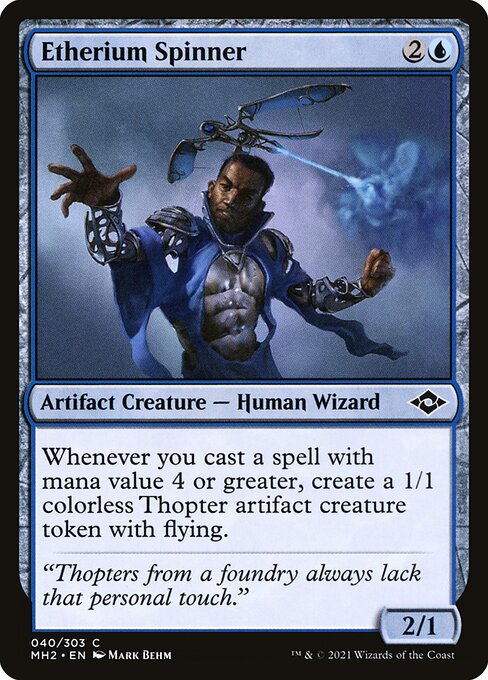 Etherium Spinner 2
Artifact Creature — Human Wizard
Whenever you cast a spell with
mana value 4 or greater, create a 1/1
colorless Thopter artifact creature
token with flying.
“Thopters from a foundry always lack
that personal touch.”
2/1
040/303 C
MH2 • EN Mark Behm
™ & © 2021 Wizards of the Coast